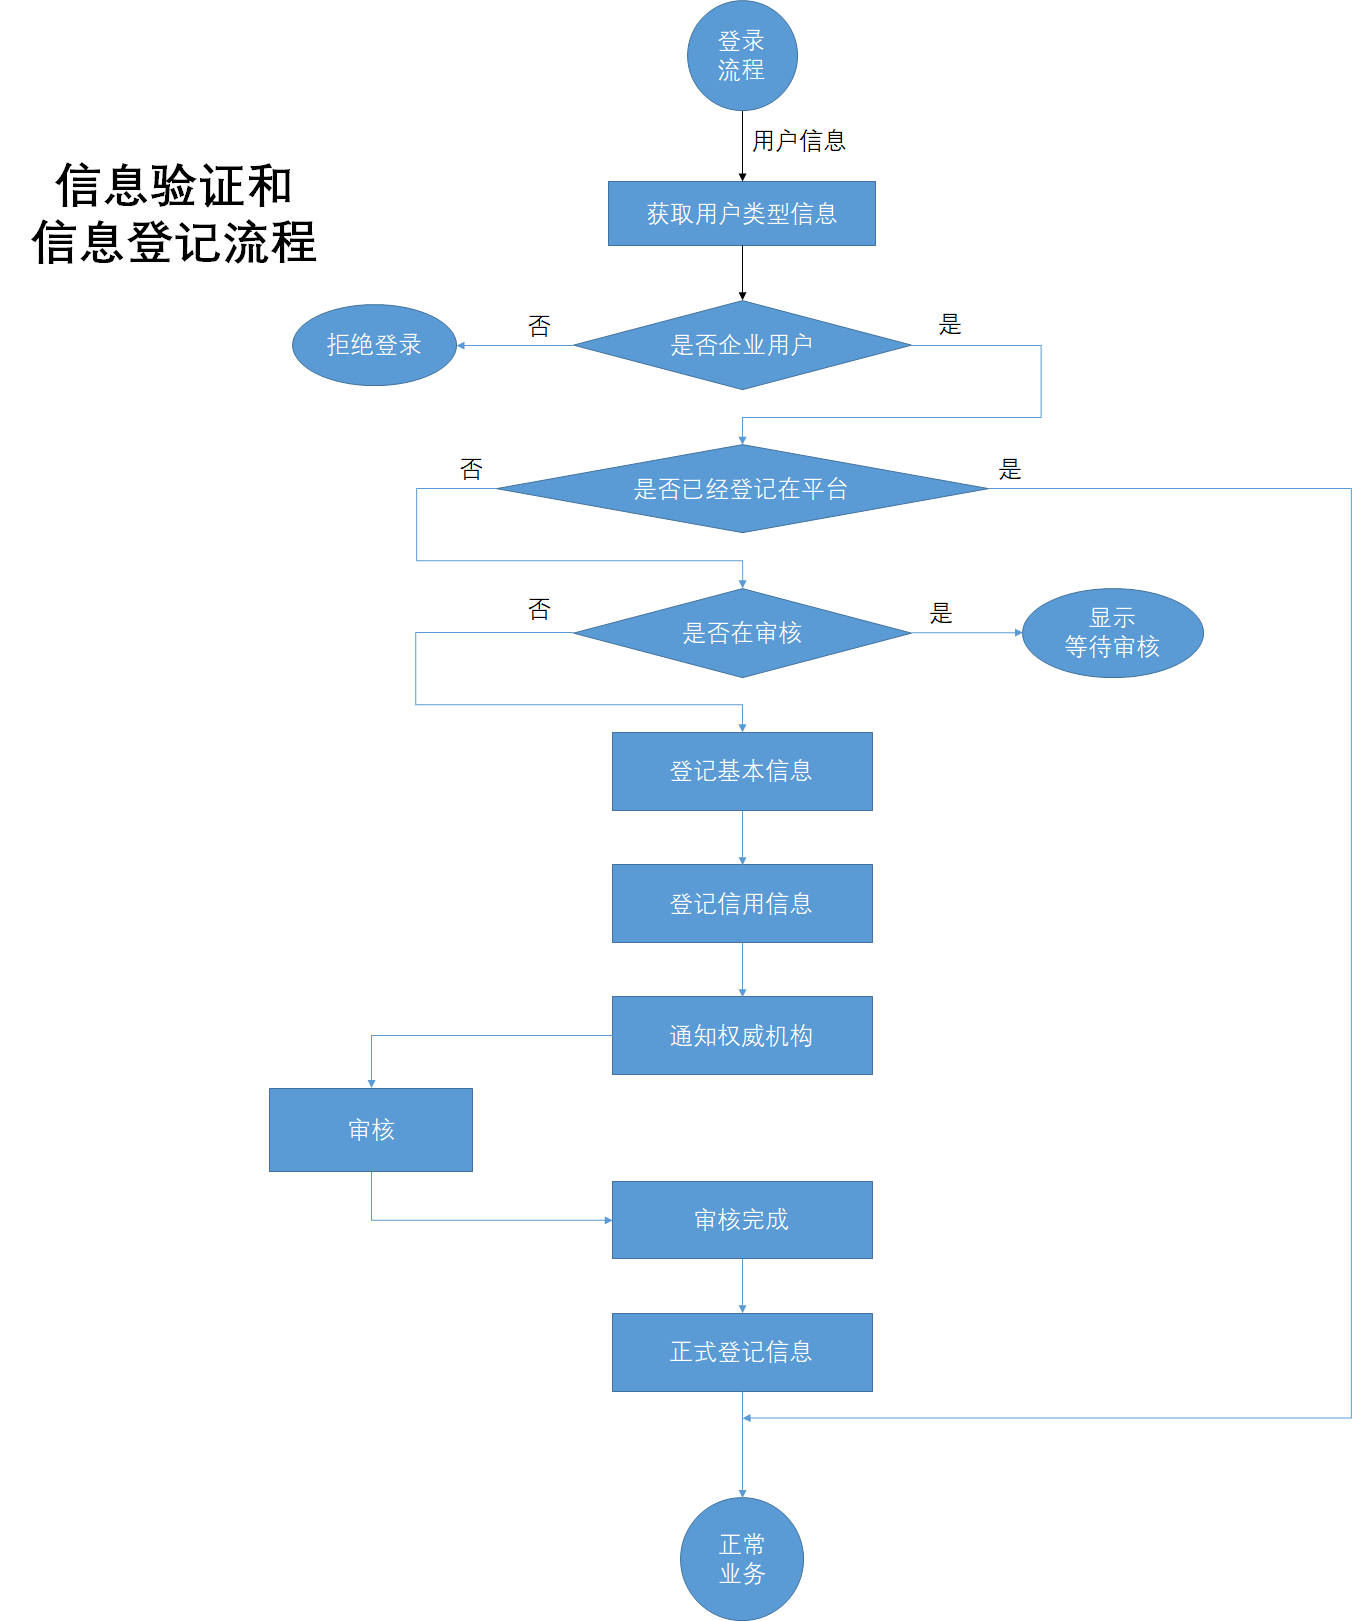 登录
流程
用户信息
信息验证和
信息登记流程
获取用户类型信息
否
是
拒绝登录
是否企业用户
否
是
是否已经登记在平台
否
是
是否在审核
显示
等待审核
登记基本信息
登记信用信息
通知权威机构
审核
审核完成
正式登记信息
正常
业务